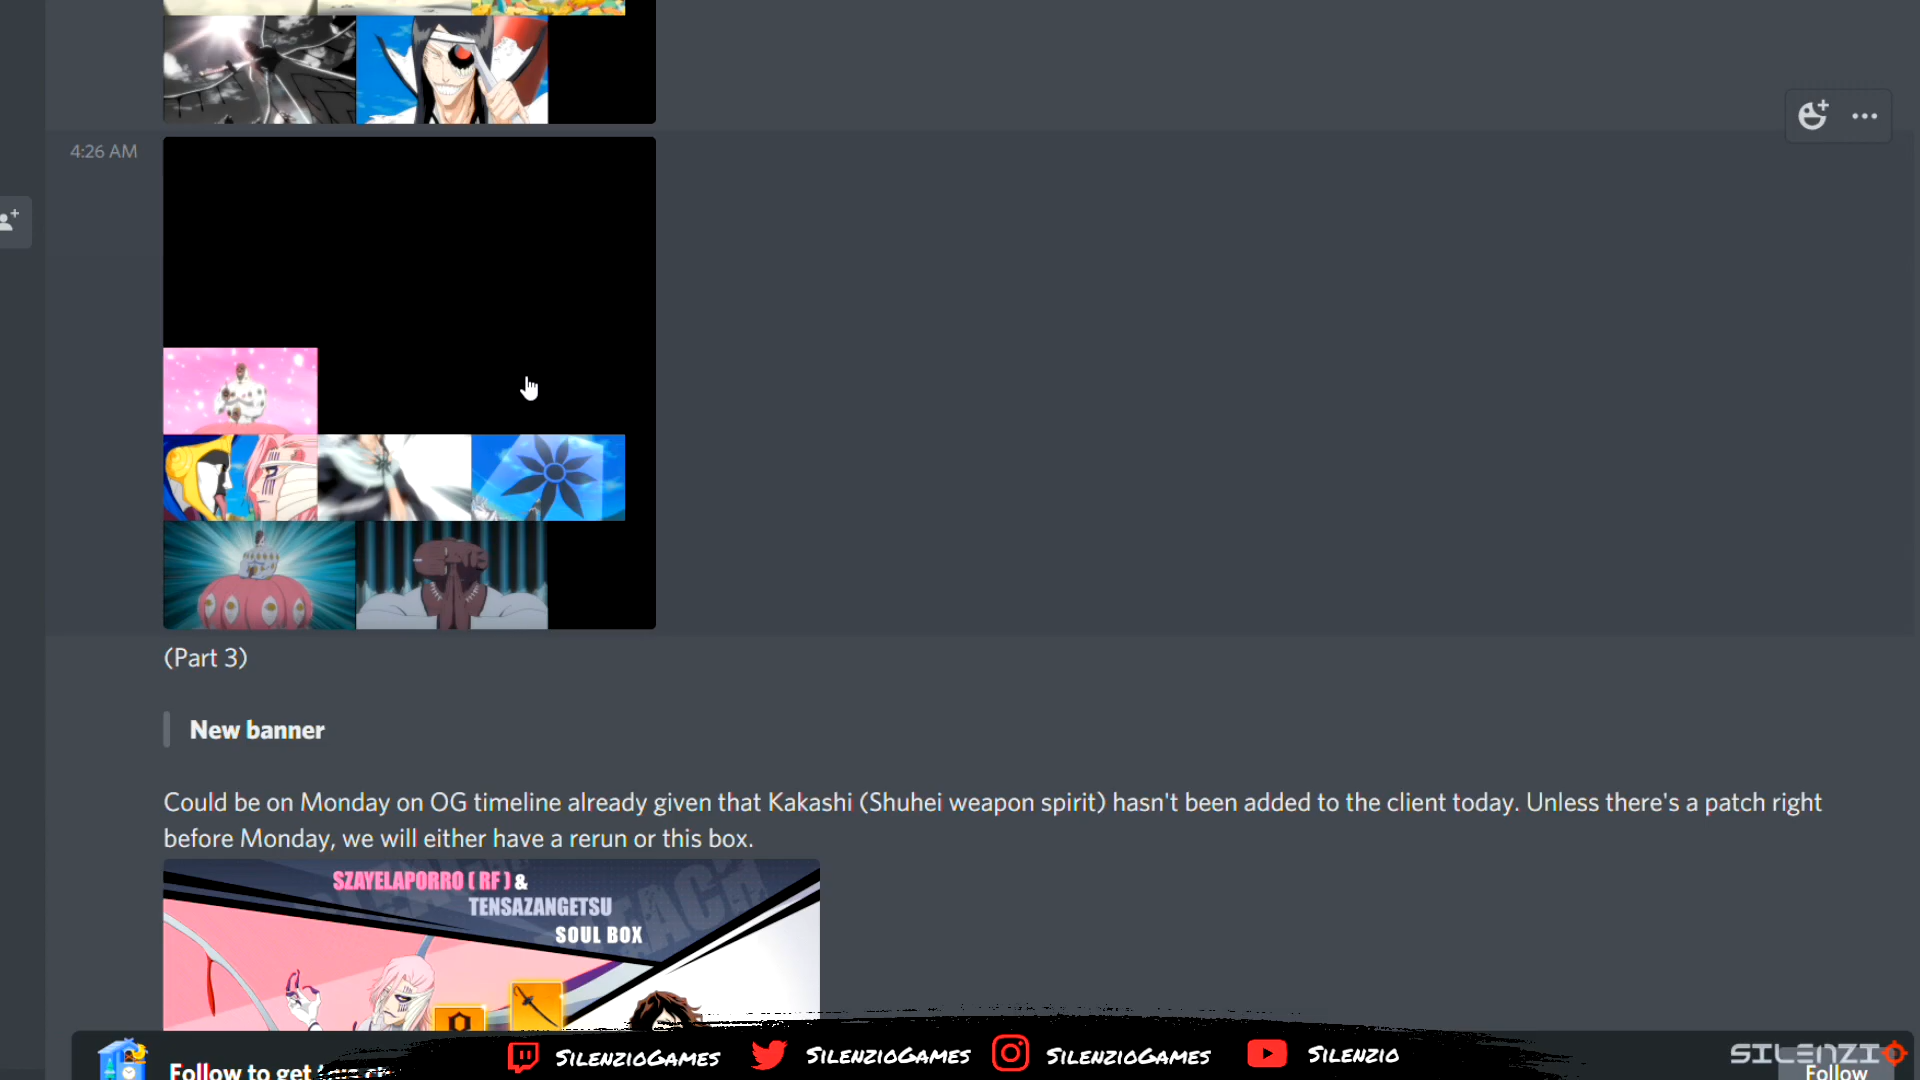 4:26 AM
(Part 3)
New banner
Could be on Monday on OG timeline already given that Kakashi (Shuhei weapon spirit) hasn't been added to the client today. Unless there's a patch right
before Monday, we will either have a rerun or this box.
SZAYELAPORRO ( RF ) &
TENSAZANGETSU
SOUL BOX
Follow to get
SILENZIOGAMES
SILENZIOGAMES
SILENZIOGAMES
SILENZIO
SILENZIO
Follow